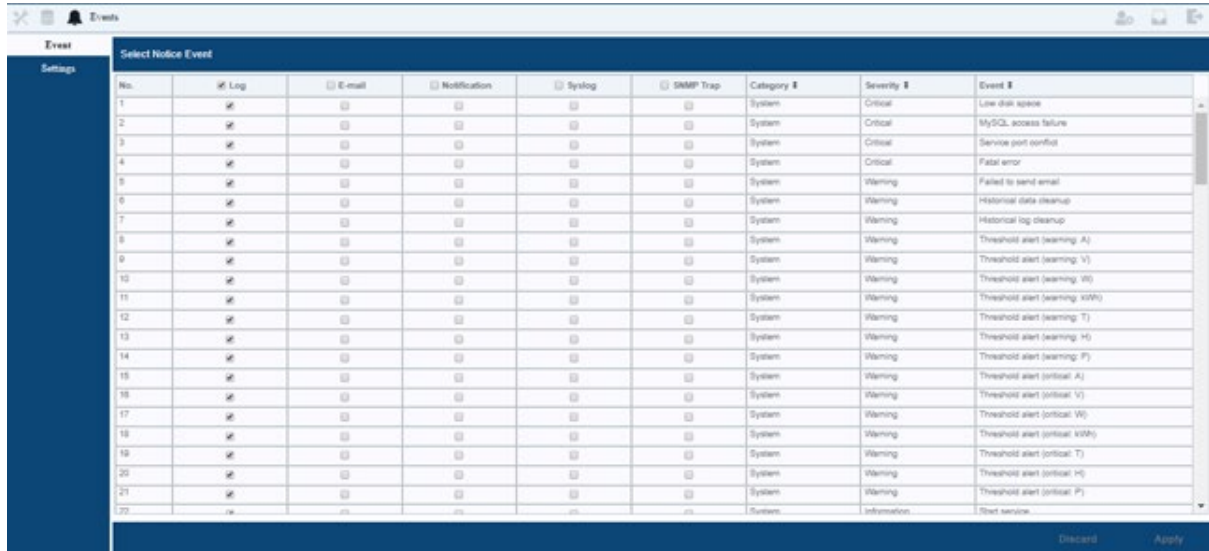 Events
Event
Settings
Select Notice Event
No. Log E-mail Notification Syslog SNMP Trap Category Severity Event
1 System Critical Low disk space
2 System Critical MySQL access failure
3 System Critical Service port conflict
4 System Critical Fatal error
5 System Warning Failed to send email
6 System Warning Historical data cleanup
7 System Warning Historical log cleanup
8 System Warning Threshold alert (warning: A)
9 System Warning Threshold alert (warning: V)
10 System Warning Threshold alert (warning: W)
11 System Warning Threshold alert (warning: kWh)
12 System Warning Threshold alert (warning: T)
13 System Warning Threshold alert (warning: H)
14 System Warning Threshold alert (warning: P)
15 System Warning Threshold alert (critical: A)
16 System Warning Threshold alert (critical: V)
17 System Warning Threshold alert (critical: W)
18 System Warning Threshold alert (critical: kWh)
19 System Warning Threshold alert (critical: T)
20 System Warning Threshold alert (critical: H)
21 System Warning Threshold alert (critical: P)
22 System Information Start service
Discard Apply